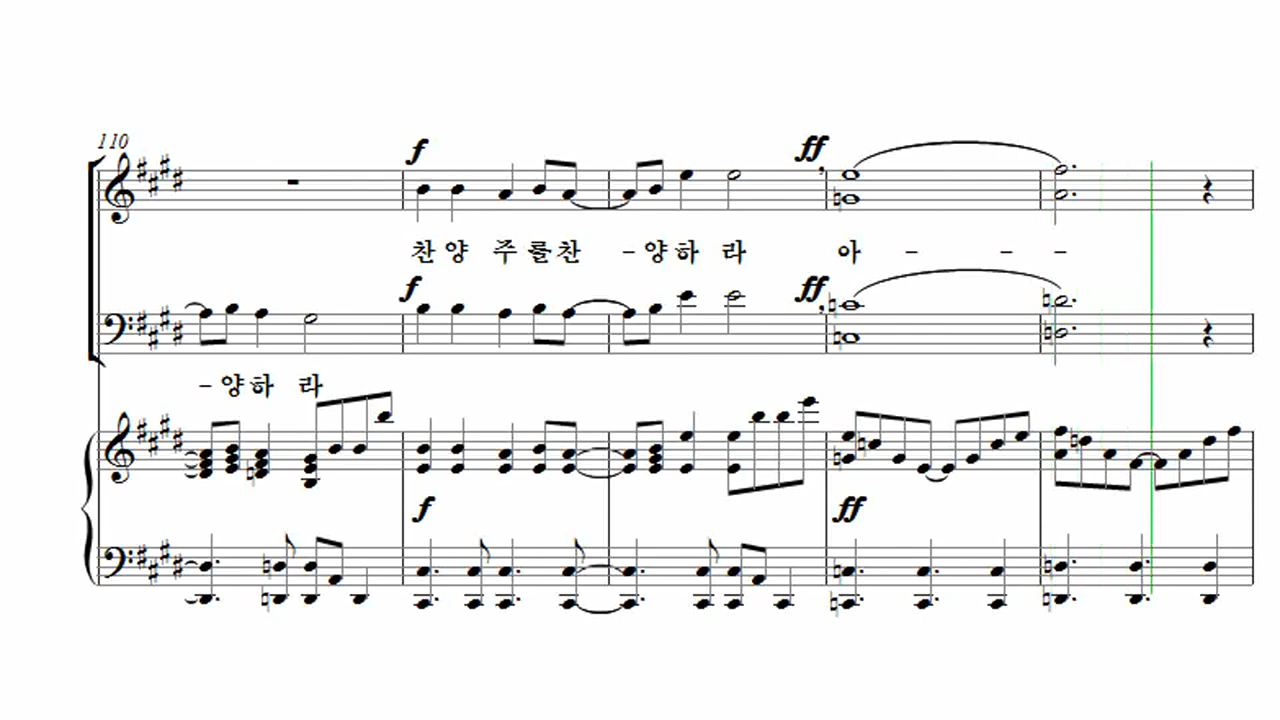 110
f
ff
찬 양 주 를 찬 - 양 하 라 아 - - -
f
ff
- 양 하 라
f
ff